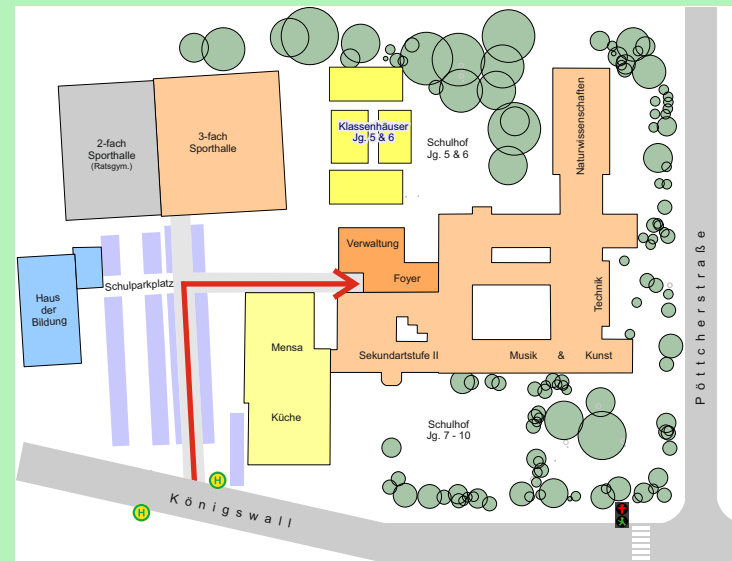 Naturwissenschaften
3-fach
Sporthalle
2-fach
Sporthalle
(Ratsgym.)
Klassenhäuser
Jg. 5 & 6
Schulhof
Jg. 5 & 6
Pöttcherstraße
Verwaltung
Foyer
Schulparkplatz
Haus
der
Bildung
Technik
Mensa
Sekundartstufe II
Musik & Kunst
Küche
Schulhof
Jg. 7 - 10
H
H
Königswall